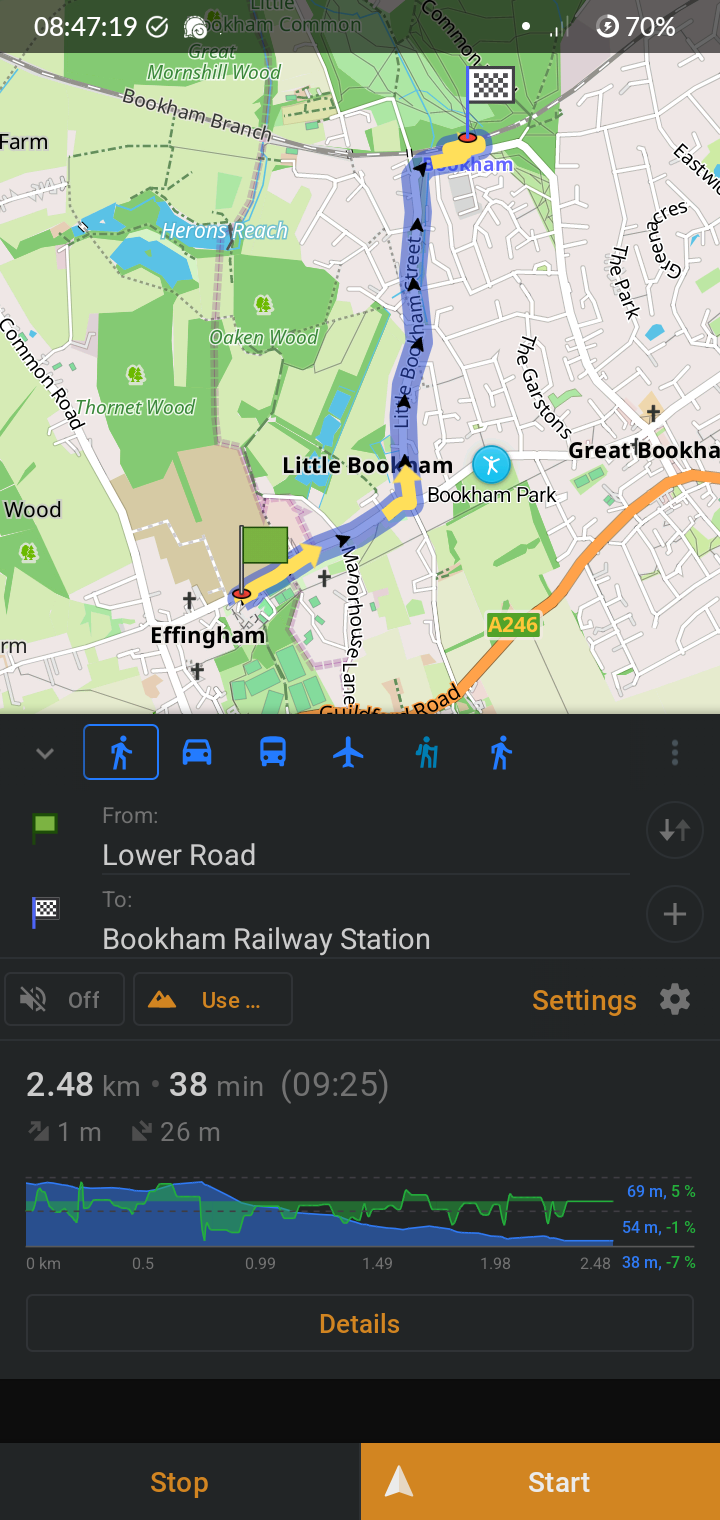 08:47:19
70%
Little
Bookham Common
Great
Mornshill Wood
Common
Bookham Branch
Farm
Bookham
Herons Reach
Greenacres
The Park
Little Bookham Street
Oaken Wood
Common Road
The Garstons
Thornet Wood
Great Bookha
Little Bookham
Bookham Park
Wood
Manorhouse Lane
A246
Effingham
rm
Guildford Road
From:
Lower Road
To:
Bookham Railway Station
Off
Use ...
Settings
2.48 km • 38 min (09:25)
1 m 26 m
69 m, 5 %
54 m, -1 %
0 km 0.5 0.99 1.49 1.98 2.48 38 m, -7 %
Details
Stop
Start